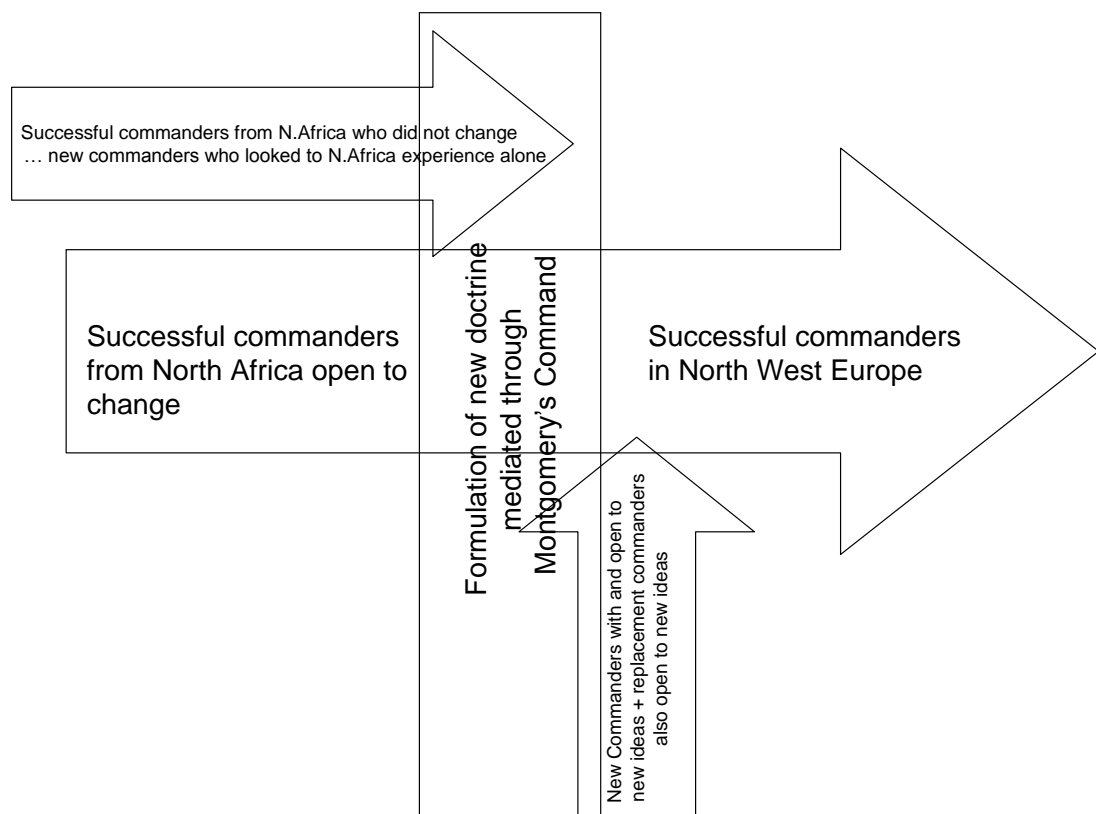 Successful commanders from N.Africa who did not change
… new commanders who looked to N.Africa experience alone
Successful commanders
from North Africa open to
change
Formulation of new doctrine
mediated through
Montgomery’s Command
Successful commanders
in North West Europe
New Commanders with and open to
new ideas + replacement commanders
also open to new ideas